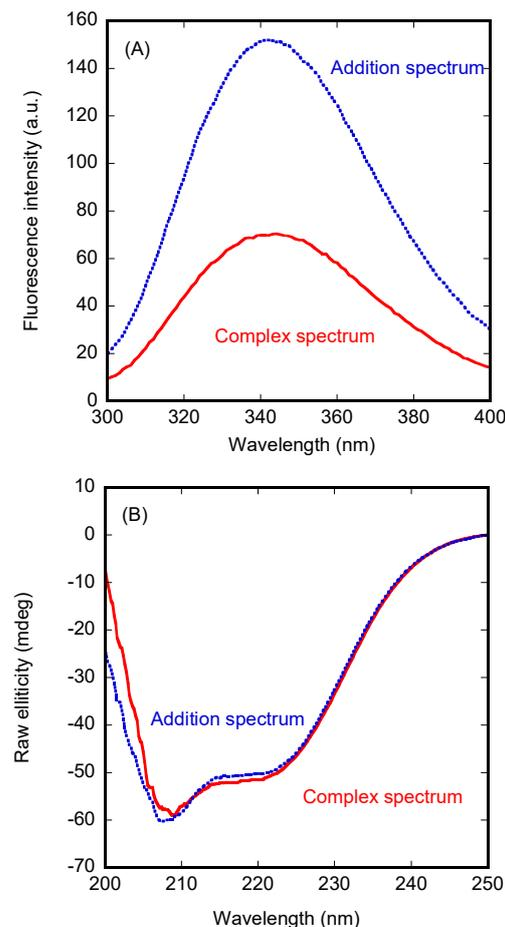 160
(A)
Addition spectrum
140
120
100
80
60
40
20
0
Fluorescence intensity (a.u.)
Complex spectrum
300 320 340 360 380 400
Wavelength (nm)
10
(B)
0
-10
-20
-30
-40
-50
-60
-70
Raw elliticity (mdeg)
Addition spectrum
Complex spectrum
200 210 220 230 240 250
Wavelength (nm)